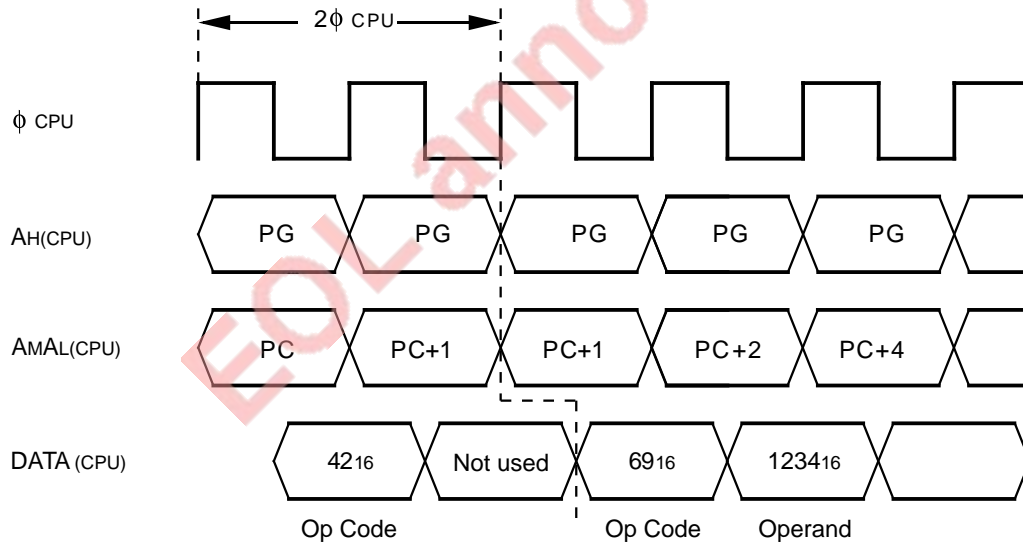 2ϕ CPU
ϕ CPU
AH(CPU) PG PG PG PG PG
AMAL(CPU) PC PC+1 PC+1 PC+2 PC+4
DATA (CPU) 4216 Not used 6916 123416
Op Code Op Code Operand
EOL anno